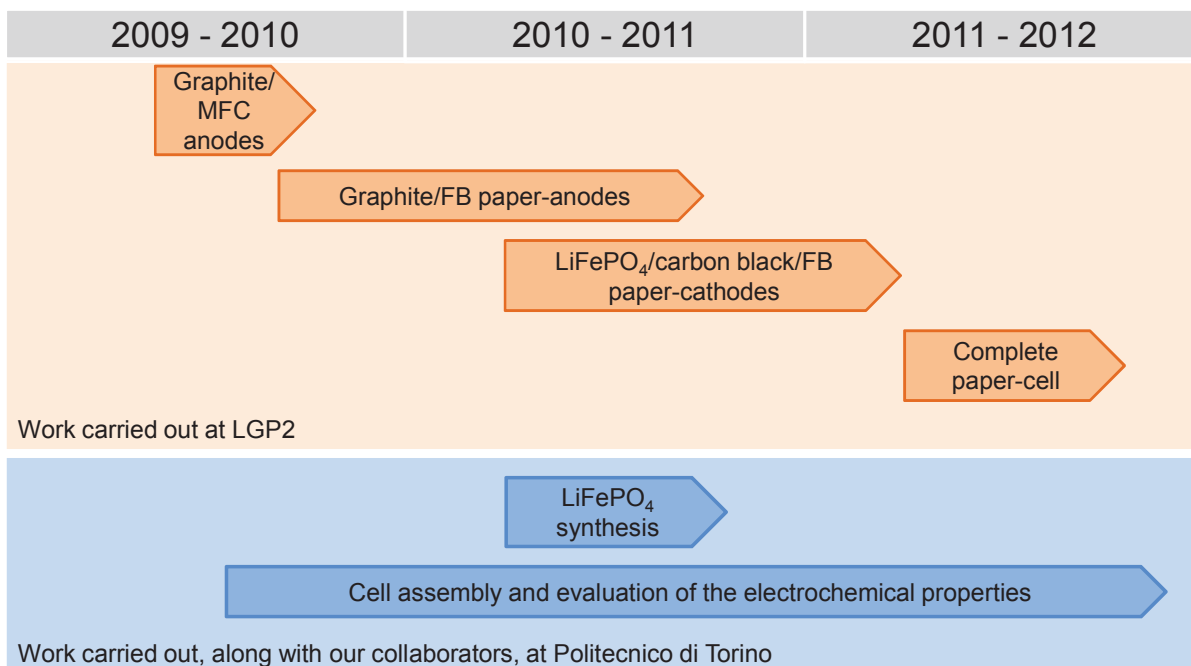 2009 - 2010
2010 - 2011
2011 - 2012
Graphite/
MFC
anodes
Graphite/FB paper-anodes
LiFePO₄/carbon black/FB
paper-cathodes
Complete
paper-cell
Work carried out at LGP2
LiFePO₄
synthesis
Cell assembly and evaluation of the electrochemical properties
Work carried out, along with our collaborators, at Politecnico di Torino